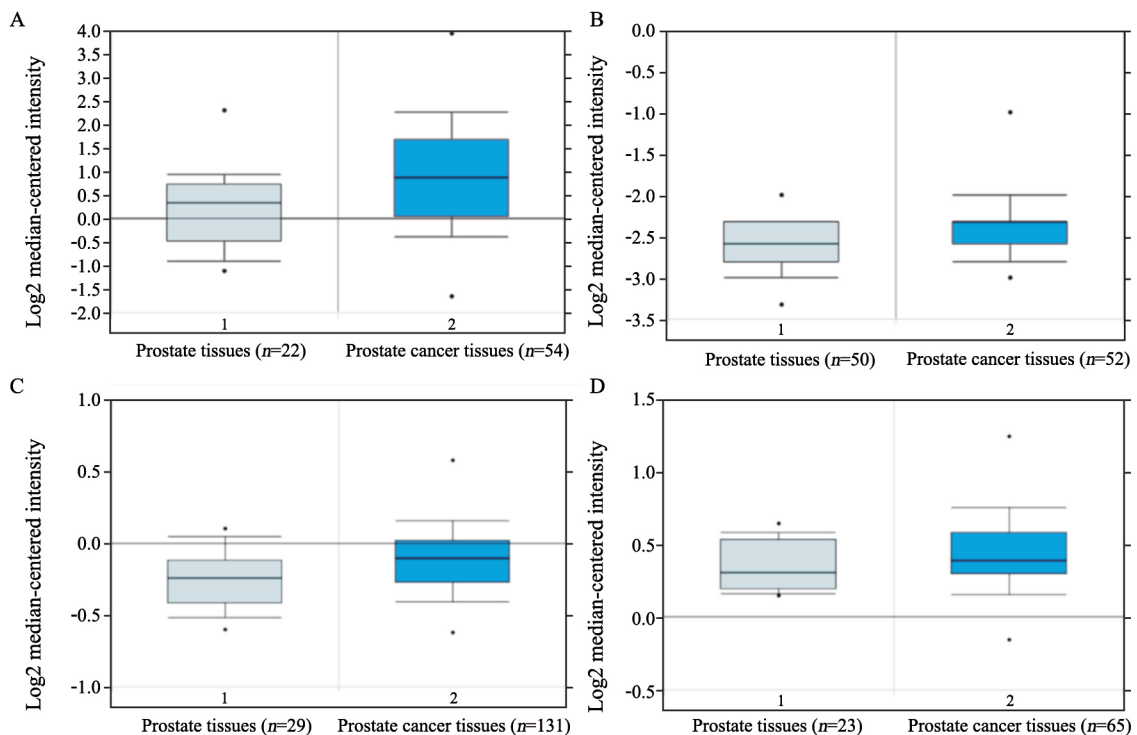 A
Log2 median-centered intensity
4.0
3.5
3.0
2.5
2.0
1.5
1.0
0.5
0.0
-0.5
-1.0
-1.5
-2.0
1
2
Prostate tissues (n=22)
Prostate cancer tissues (n=54)
B
Log2 median-centered intensity
0.0
-0.5
-1.0
-1.5
-2.0
-2.5
-3.0
-3.5
1
2
Prostate tissues (n=50)
Prostate cancer tissues (n=52)
C
Log2 median-centered intensity
1.0
0.5
0.0
-0.5
-1.0
1
2
Prostate tissues (n=29)
Prostate cancer tissues (n=131)
D
Log2 median-centered intensity
1.5
1.0
0.5
0.0
-0.5
1
2
Prostate tissues (n=23)
Prostate cancer tissues (n=65)